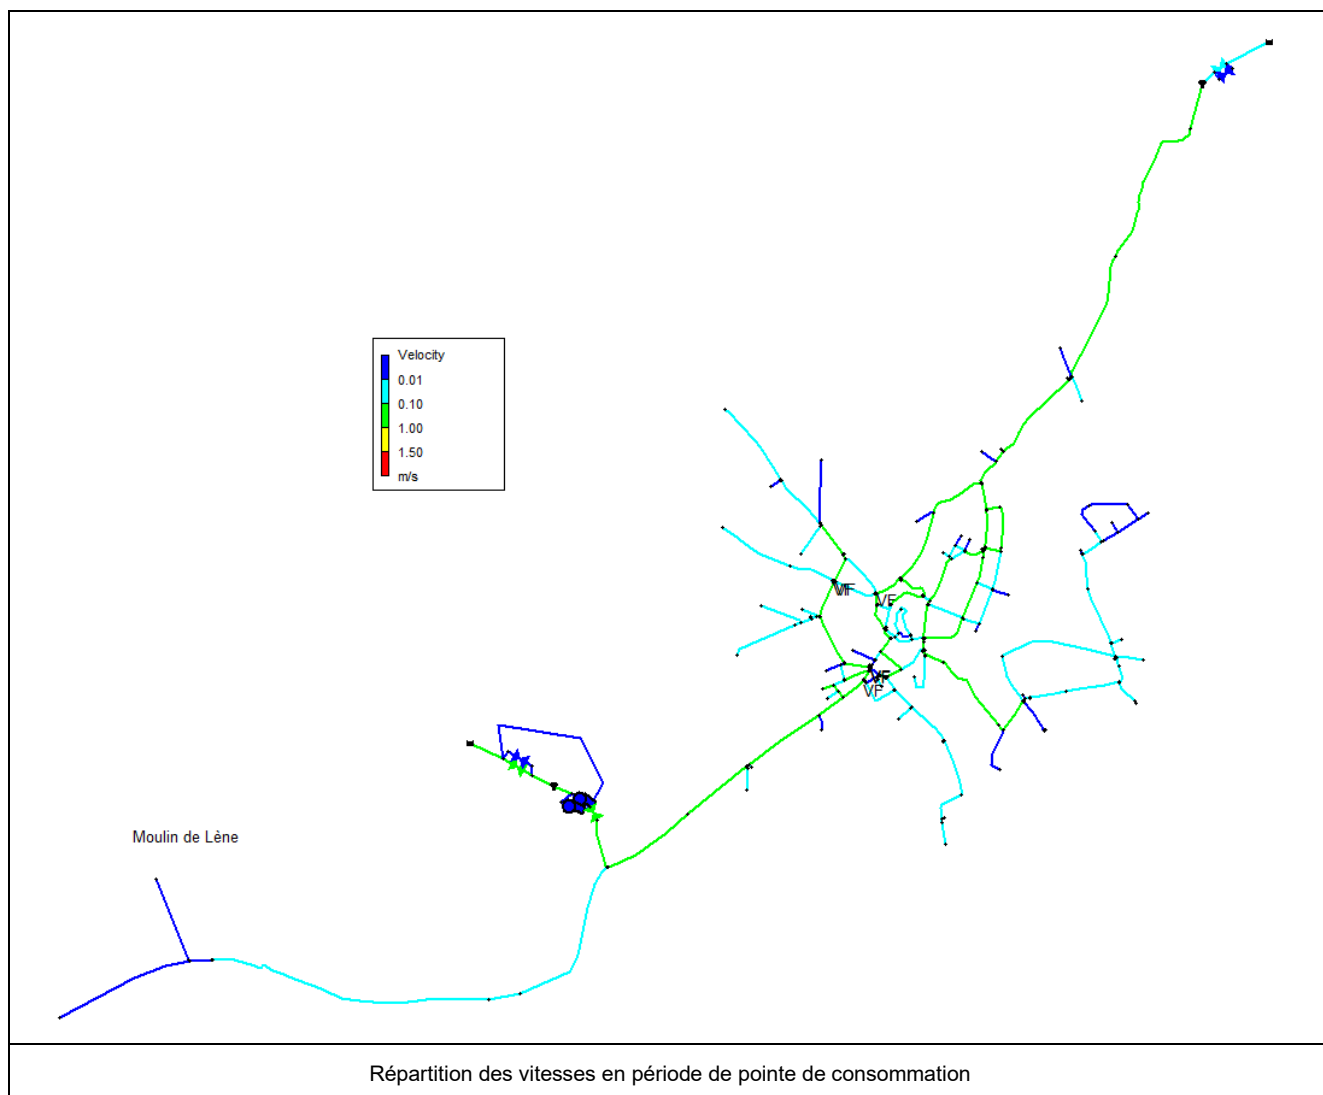 Velocity
0.01
0.10
1.00
1.50
m/s
VF
VF
VF
VF
Moulin de Lène
Répartition des vitesses en période de pointe de consommation